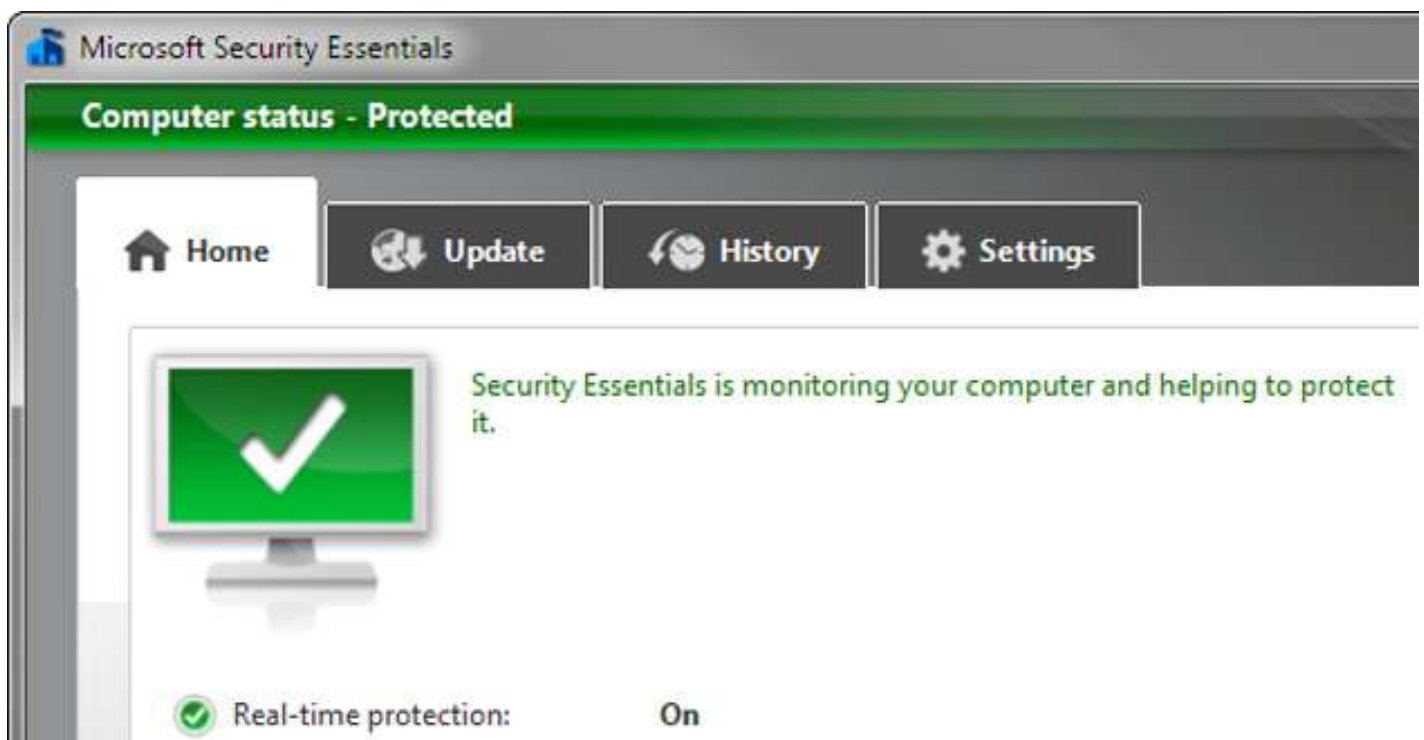 Microsoft Security Essentials
Computer status - Protected
Home Update History Settings
Security Essentials is monitoring your computer and helping to protect
it.
Real-time protection: On